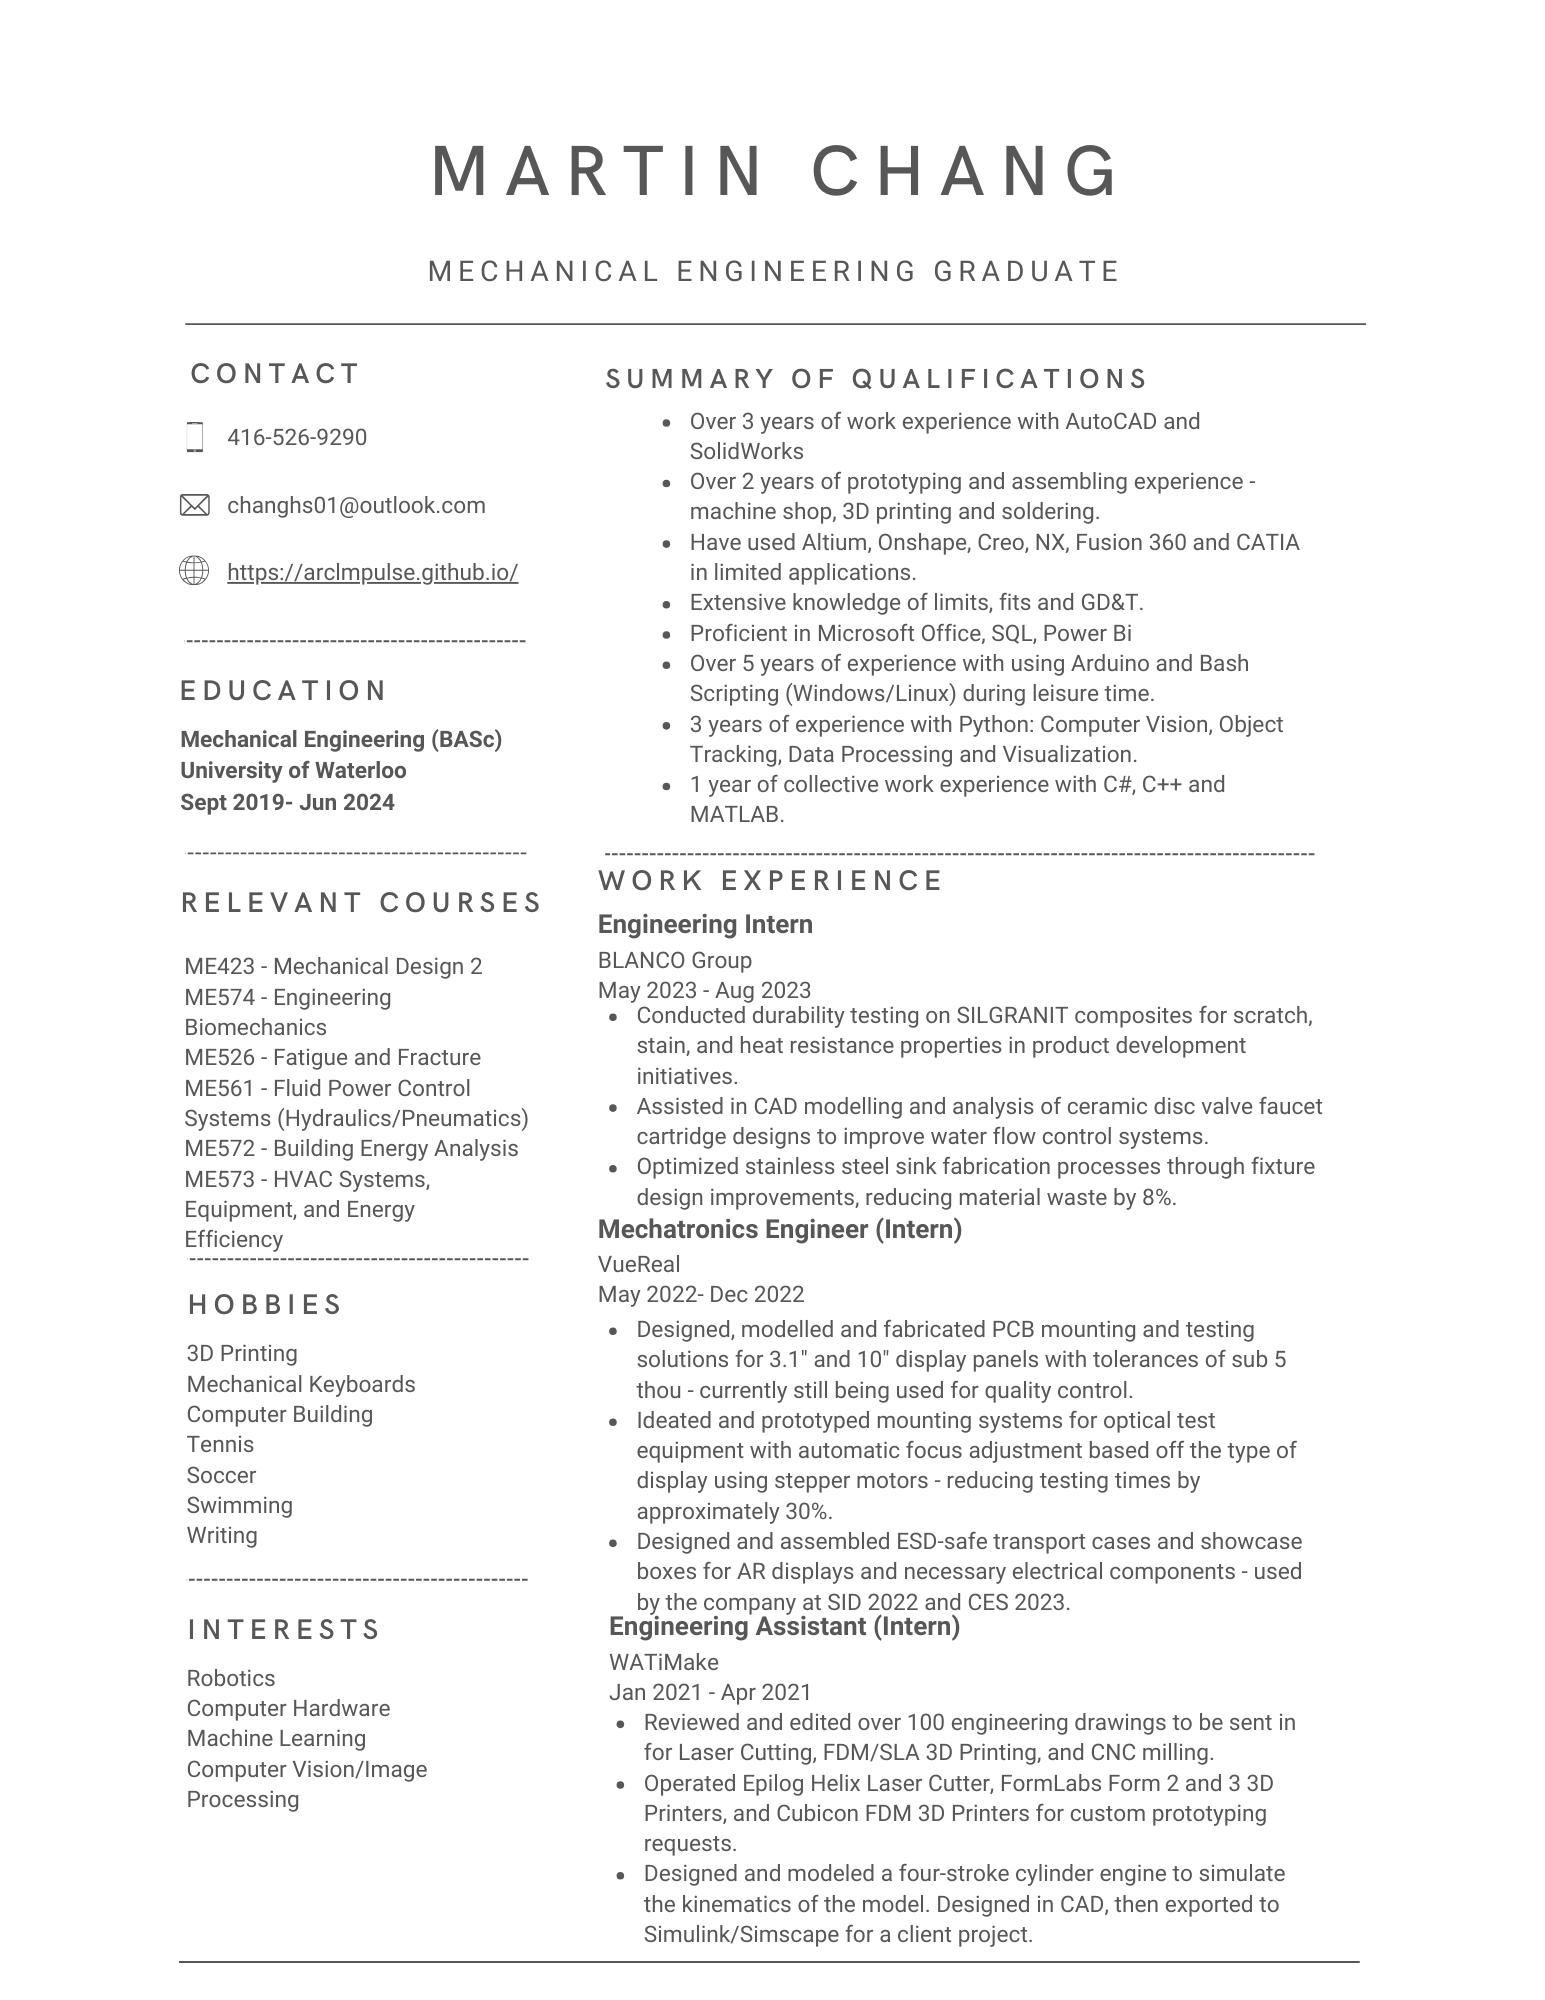 MARTIN CHANG
MECHANICAL ENGINEERING GRADUATE
CONTACT
416-526-9290
changhs01@outlook.com
https://arclmpulse.github.io/
EDUCATION
Mechanical Engineering (BASc)
University of Waterloo
Sept 2019- Jun 2024
RELEVANT COURSES
ME423 - Mechanical Design 2
ME574 - Engineering
Biomechanics
ME526 - Fatigue and Fracture
ME561 - Fluid Power Control
Systems (Hydraulics/Pneumatics)
ME572 - Building Energy Analysis
ME573 - HVAC Systems,
Equipment, and Energy
Efficiency
HOBBIES
3D Printing
Mechanical Keyboards
Computer Building
Tennis
Soccer
Swimming
Writing
INTERESTS
Robotics
Computer Hardware
Machine Learning
Computer Vision/Image
Processing
SUMMARY OF QUALIFICATIONS
• Over 3 years of work experience with AutoCAD and
SolidWorks
• Over 2 years of prototyping and assembling experience -
machine shop, 3D printing and soldering.
• Have used Altium, Onshape, Creo, NX, Fusion 360 and CATIA
in limited applications.
• Extensive knowledge of limits, fits and GD&T.
• Proficient in Microsoft Office, SQL, Power Bi
• Over 5 years of experience with using Arduino and Bash
Scripting (Windows/Linux) during leisure time.
• 3 years of experience with Python: Computer Vision, Object
Tracking, Data Processing and Visualization.
• 1 year of collective work experience with C#, C++ and
MATLAB.
WORK EXPERIENCE
Engineering Intern
BLANCO Group
May 2023 - Aug 2023
• Conducted durability testing on SILGRANIT composites for scratch,
stain, and heat resistance properties in product development
initiatives.
• Assisted in CAD modelling and analysis of ceramic disc valve faucet
cartridge designs to improve water flow control systems.
• Optimized stainless steel sink fabrication processes through fixture
design improvements, reducing material waste by 8%.
Mechatronics Engineer (Intern)
VueReal
May 2022- Dec 2022
• Designed, modelled and fabricated PCB mounting and testing
solutions for 3.1" and 10" display panels with tolerances of sub 5
thou - currently still being used for quality control.
• Ideated and prototyped mounting systems for optical test
equipment with automatic focus adjustment based off the type of
display using stepper motors - reducing testing times by
approximately 30%.
• Designed and assembled ESD-safe transport cases and showcase
boxes for AR displays and necessary electrical components - used
by the company at SID 2022 and CES 2023.
Engineering Assistant (Intern)
WATiMake
Jan 2021 - Apr 2021
• Reviewed and edited over 100 engineering drawings to be sent in
for Laser Cutting, FDM/SLA 3D Printing, and CNC milling.
• Operated Epilog Helix Laser Cutter, FormLabs Form 2 and 3 3D
Printers, and Cubicon FDM 3D Printers for custom prototyping
requests.
• Designed and modeled a four-stroke cylinder engine to simulate
the kinematics of the model. Designed in CAD, then exported to
Simulink/Simscape for a client project.